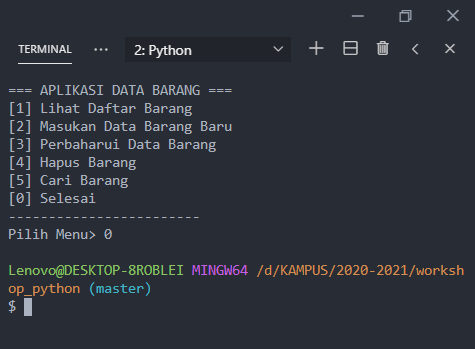 TERMINAL ... 2: Python
=== APLIKASI DATA BARANG ===
[1] Lihat Daftar Barang
[2] Masukan Data Barang Baru
[3] Perbaharui Data Barang
[4] Hapus Barang
[5] Cari Barang
[0] Selesai
------------------------
Pilih Menu> 0
Lenovo@DESKTOP-8ROBLEI MINGW64 /d/KAMPUS/2020-2021/worksh
op_python (master)
$